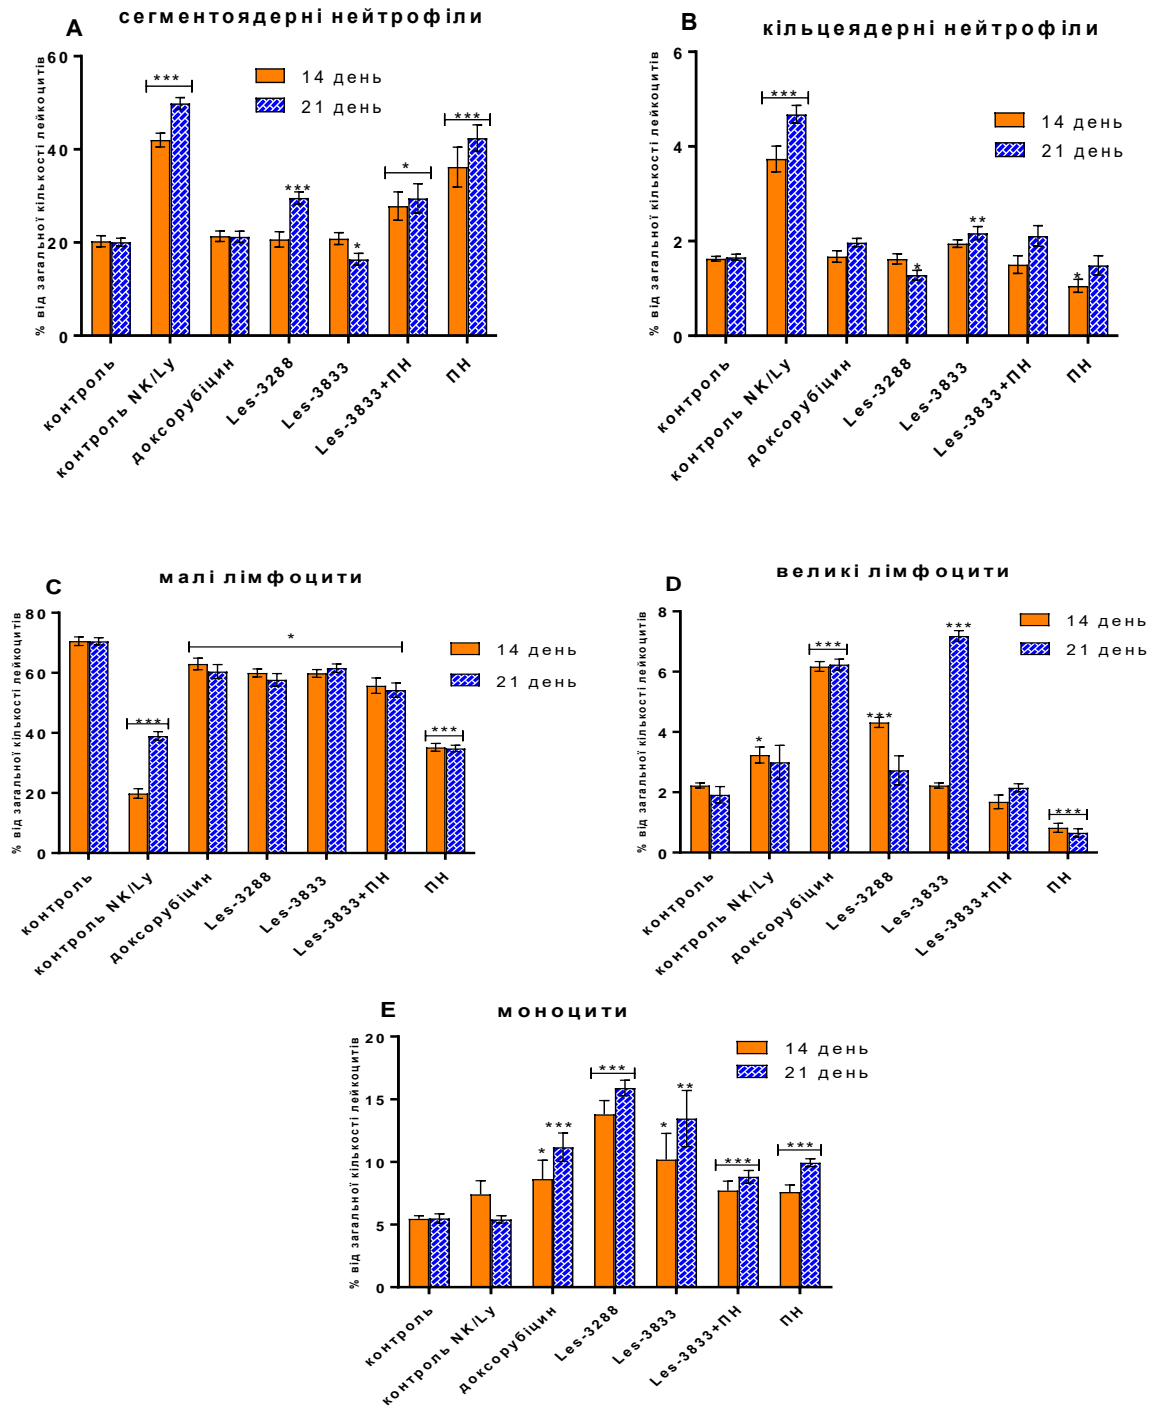 A
сегментоядерні нейтрофіли
% від загальної кількості лейкоцитів
60
40
20
0
***
***
*
*
***
14 день
21 день
контроль
контроль NK/Ly
доксорубіцин
Les-3288
Les-3833
Les-3833+ПН
ПН
B
кільцеядерні нейтрофіли
% від загальної кількості лейкоцитів
6
4
2
0
***
*
**
*
14 день
21 день
контроль
контроль NK/Ly
доксорубіцин
Les-3288
Les-3833
Les-3833+ПН
ПН
C
малі лімфоцити
% від загальної кількості лейкоцитів
80
60
40
20
0
***
*
***
14 день
21 день
контроль
контроль NK/Ly
доксорубіцин
Les-3288
Les-3833
Les-3833+ПН
ПН
D
великі лімфоцити
% від загальної кількості лейкоцитів
8
6
4
2
0
*
***
***
***
***
14 день
21 день
контроль
контроль NK/Ly
доксорубіцин
Les-3288
Les-3833
Les-3833+ПН
ПН
E
моноцити
% від загальної кількості лейкоцитів
20
15
10
5
0
*
***
***
*
**
***
***
14 день
21 день
контроль
контроль NK/Ly
доксорубіцин
Les-3288
Les-3833
Les-3833+ПН
ПН